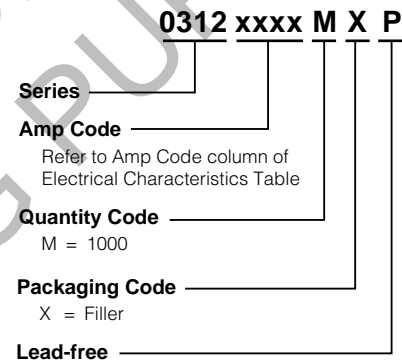 0312 xxxx M X P
Series
Amp Code
Refer to Amp Code column of
Electrical Characteristics Table
Quantity Code
M = 1000
Packaging Code
X = Filler
Lead-free